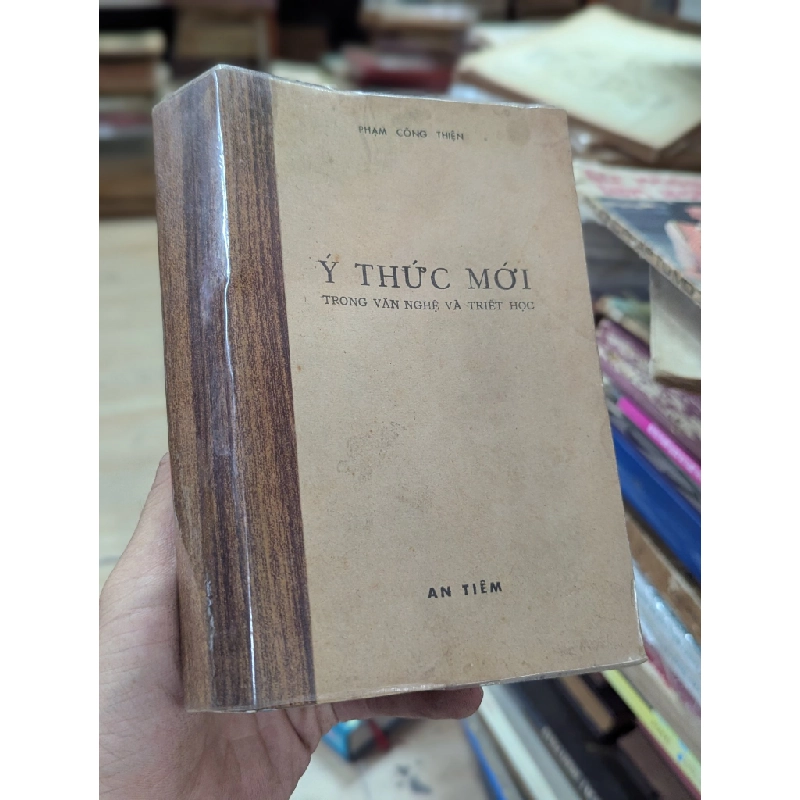 PHẠM CÔNG THIỆN
Ý THỨC MỚI
TRONG VĂN NGHỆ VÀ TRIẾT HỌC
AN TIÊM